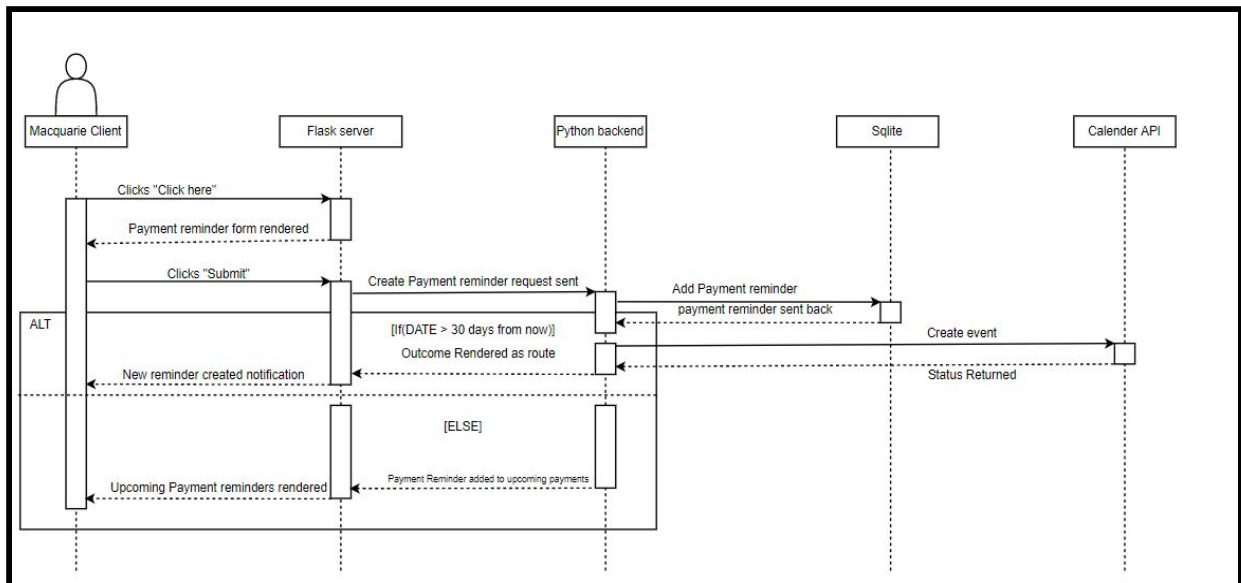 Macquarie Client
Flask server
Python backend
Sqlite
Calender API
Clicks "Click here"
Payment reminder form rendered
Clicks "Submit"
Create Payment reminder request sent
Add Payment reminder
payment reminder sent back
ALT
[If(DATE > 30 days from now)]
Create event
Outcome Rendered as route
New reminder created notification
Status Returned
[ELSE]
Payment Reminder added to upcoming payments
Upcoming Payment reminders rendered